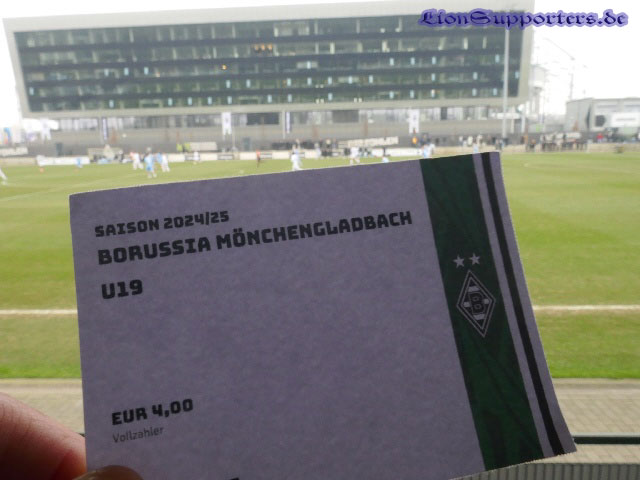 LionSupporters.de
SAISON 2024/25
BORUSSIA MÖNCHENGLADBACH
U19
EUR 4,00
Vollzahler
B